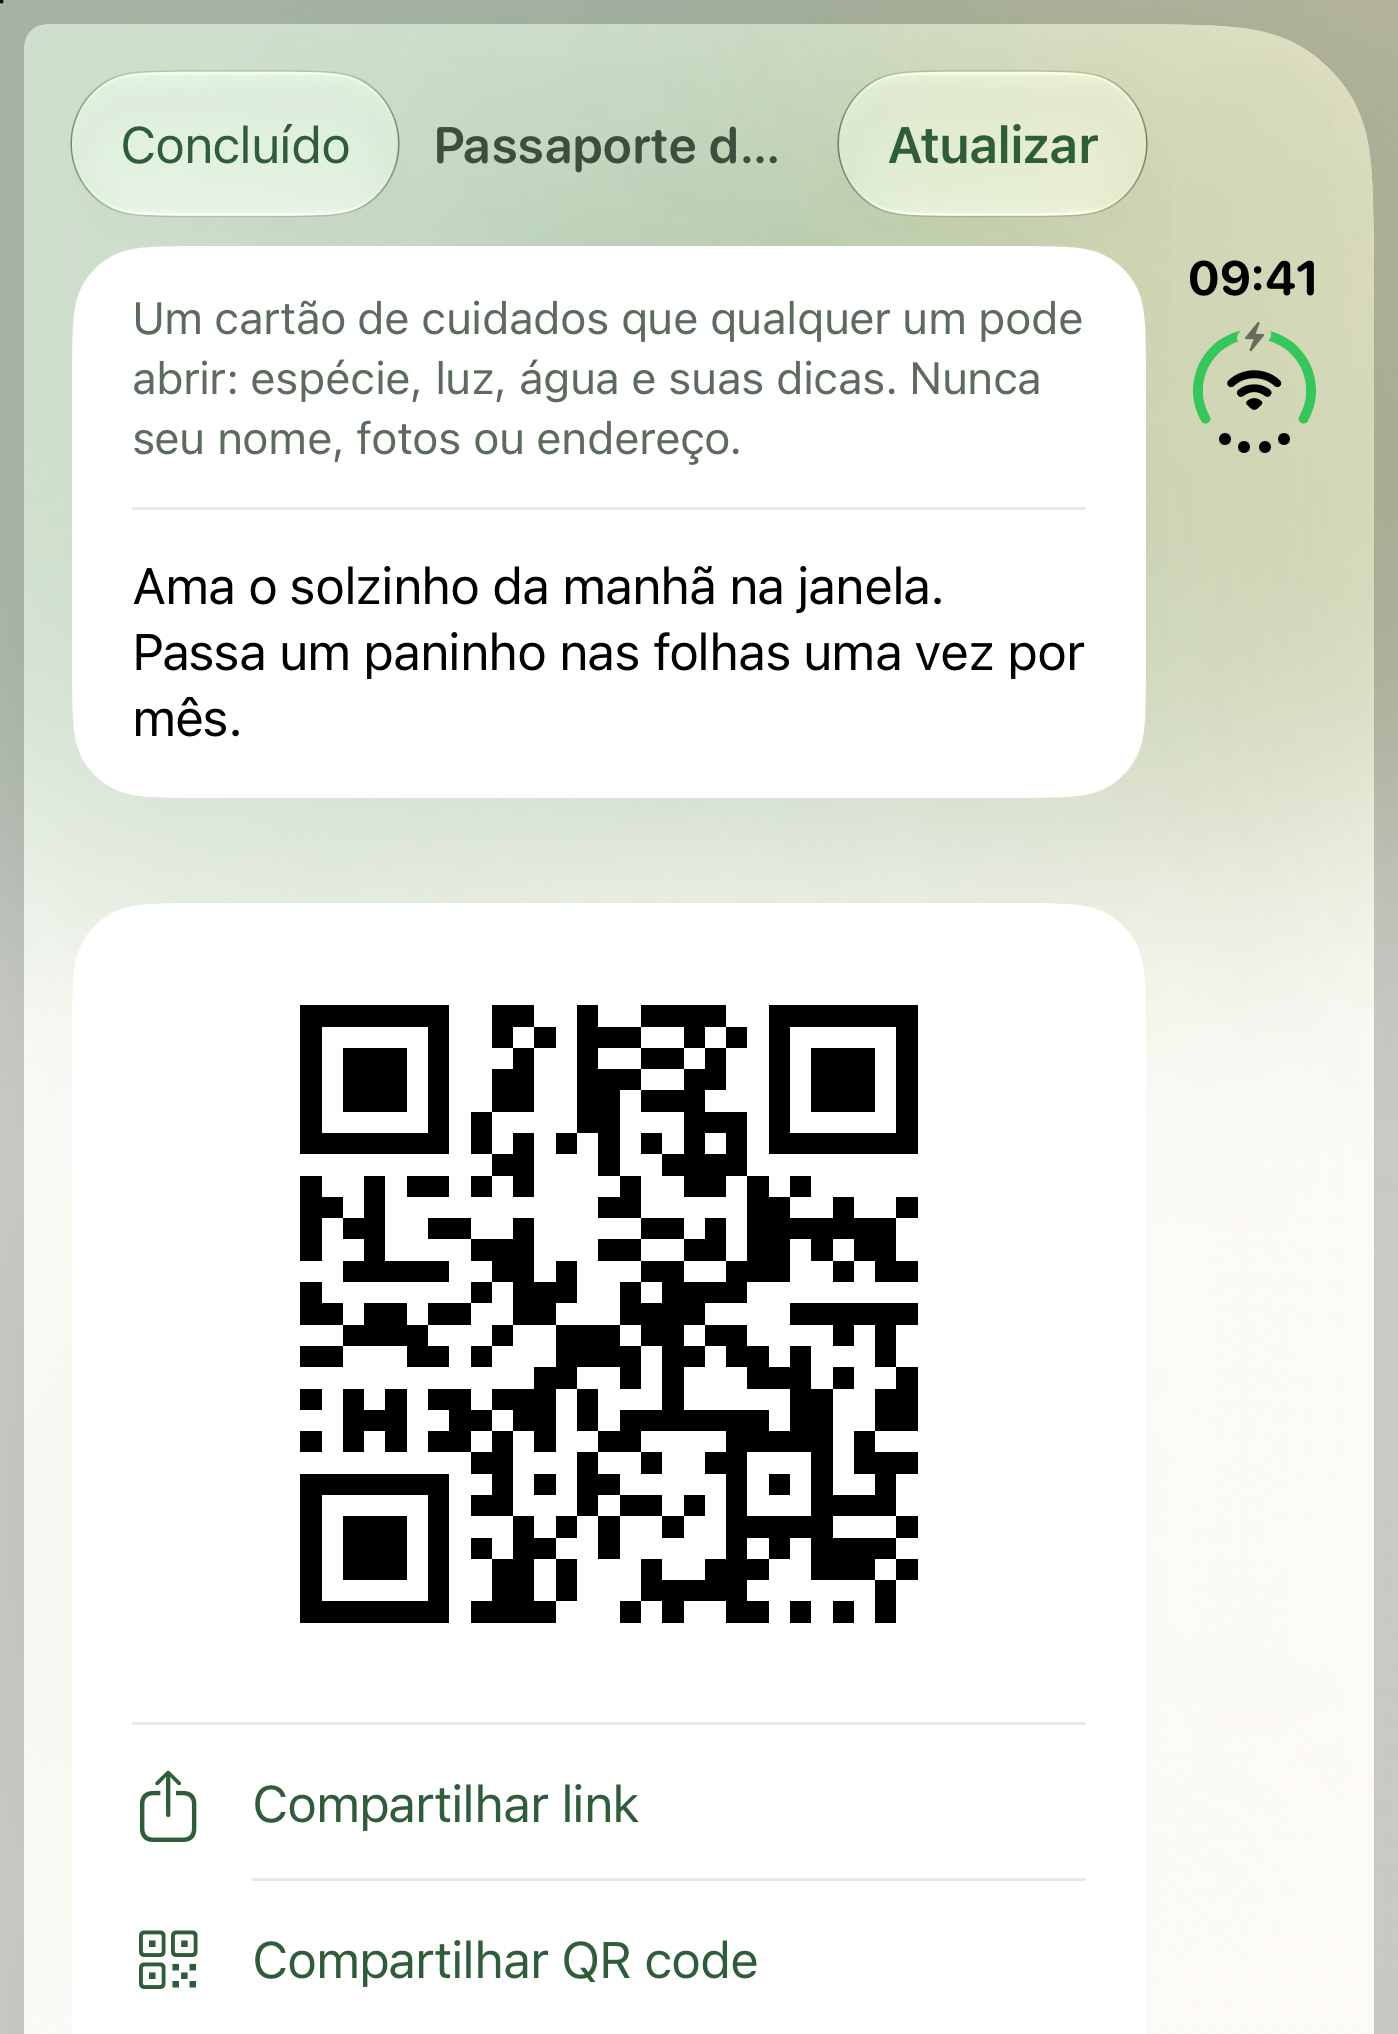 Concluído
Passaporte d...
Atualizar
09:41
Um cartão de cuidados que qualquer um pode
abrir: espécie, luz, água e suas dicas. Nunca
seu nome, fotos ou endereço.
Ama o solzinho da manhã na janela.
Passa um paninho nas folhas uma vez por
mês.
Compartilhar link
Compartilhar QR code